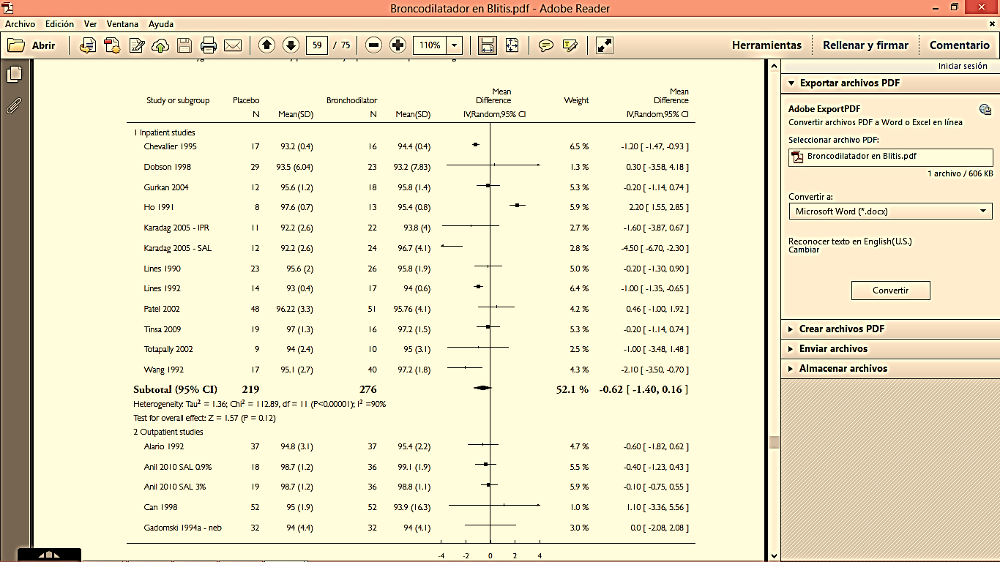 Broncodilatador en Blitis.pdf - Adobe Reader
Archivo Edición Ver Ventana Ayuda
Abrir 59 / 75 110% Herramientas Rellenar y firmar Comentario
Iniciar sesión
Exportar archivos PDF
Adobe ExportPDF
Convertir archivos PDF a Word o Excel en línea
Seleccionar archivo PDF:
Broncodilatador en Blitis.pdf
1 archivo / 606 KB
Convertir a:
Microsoft Word (*.docx)
Reconocer texto en English(U.S.)
Cambiar
Convertir
Crear archivos PDF
Enviar archivos
Almacenar archivos
Study or subgroup Placebo Bronchodilator Mean Difference Weight Mean Difference
N Mean(SD) N Mean(SD) IV,Random,95% CI IV,Random,95% CI
1 Inpatient studies
Chevallier 1995 17 93.2 (0.4) 16 94.4 (0.4) 6.5 % -1.20 [ -1.47, -0.93 ]
Dobson 1998 29 93.5 (6.04) 23 93.2 (7.83) 1.3 % 0.30 [ -3.58, 4.18 ]
Gurkan 2004 12 95.6 (1.2) 18 95.8 (1.4) 5.3 % -0.20 [ -1.14, 0.74 ]
Ho 1991 8 97.6 (0.7) 13 95.4 (0.8) 5.9 % 2.20 [ 1.55, 2.85 ]
Karadag 2005 - IPR 11 92.2 (2.6) 22 93.8 (4) 2.7 % -1.60 [ -3.87, 0.67 ]
Karadag 2005 - SAL 12 92.2 (2.6) 24 96.7 (4.1) 2.8 % -4.50 [ -6.70, -2.30 ]
Lines 1990 23 95.6 (2) 26 95.8 (1.9) 5.0 % -0.20 [ -1.30, 0.90 ]
Lines 1992 14 93 (0.4) 17 94 (0.6) 6.4 % -1.00 [ -1.35, -0.65 ]
Patel 2002 48 96.22 (3.3) 51 95.76 (4.1) 4.2 % 0.46 [ -1.00, 1.92 ]
Tinsa 2009 19 97 (1.3) 16 97.2 (1.5) 5.3 % -0.20 [ -1.14, 0.74 ]
Totapally 2002 9 94 (2.4) 10 95 (3.1) 2.5 % -1.00 [ -3.48, 1.48 ]
Wang 1992 17 95.1 (2.7) 40 97.2 (1.8) 4.3 % -2.10 [ -3.50, -0.70 ]
Subtotal (95% CI) 219 276 52.1 % -0.62 [ -1.40, 0.16 ]
Heterogeneity: Tau² = 1.36; Chi² = 112.89, df = 11 (P<0.00001); I² =90%
Test for overall effect: Z = 1.57 (P = 0.12)
2 Outpatient studies
Alario 1992 37 94.8 (3.1) 37 95.4 (2.2) 4.7 % -0.60 [ -1.82, 0.62 ]
Anil 2010 SAL 0.9% 18 98.7 (1.2) 36 99.1 (1.9) 5.5 % -0.40 [ -1.23, 0.43 ]
Anil 2010 SAL 3% 19 98.7 (1.2) 36 98.8 (1.1) 5.9 % -0.10 [ -0.75, 0.55 ]
Can 1998 52 95 (1.9) 52 93.9 (16.3) 1.0 % 1.10 [ -3.36, 5.56 ]
Gadomski 1994a - neb 32 94 (4.4) 32 94 (4.1) 3.0 % 0.0 [ -2.08, 2.08 ]
-4 -2 0 2 4